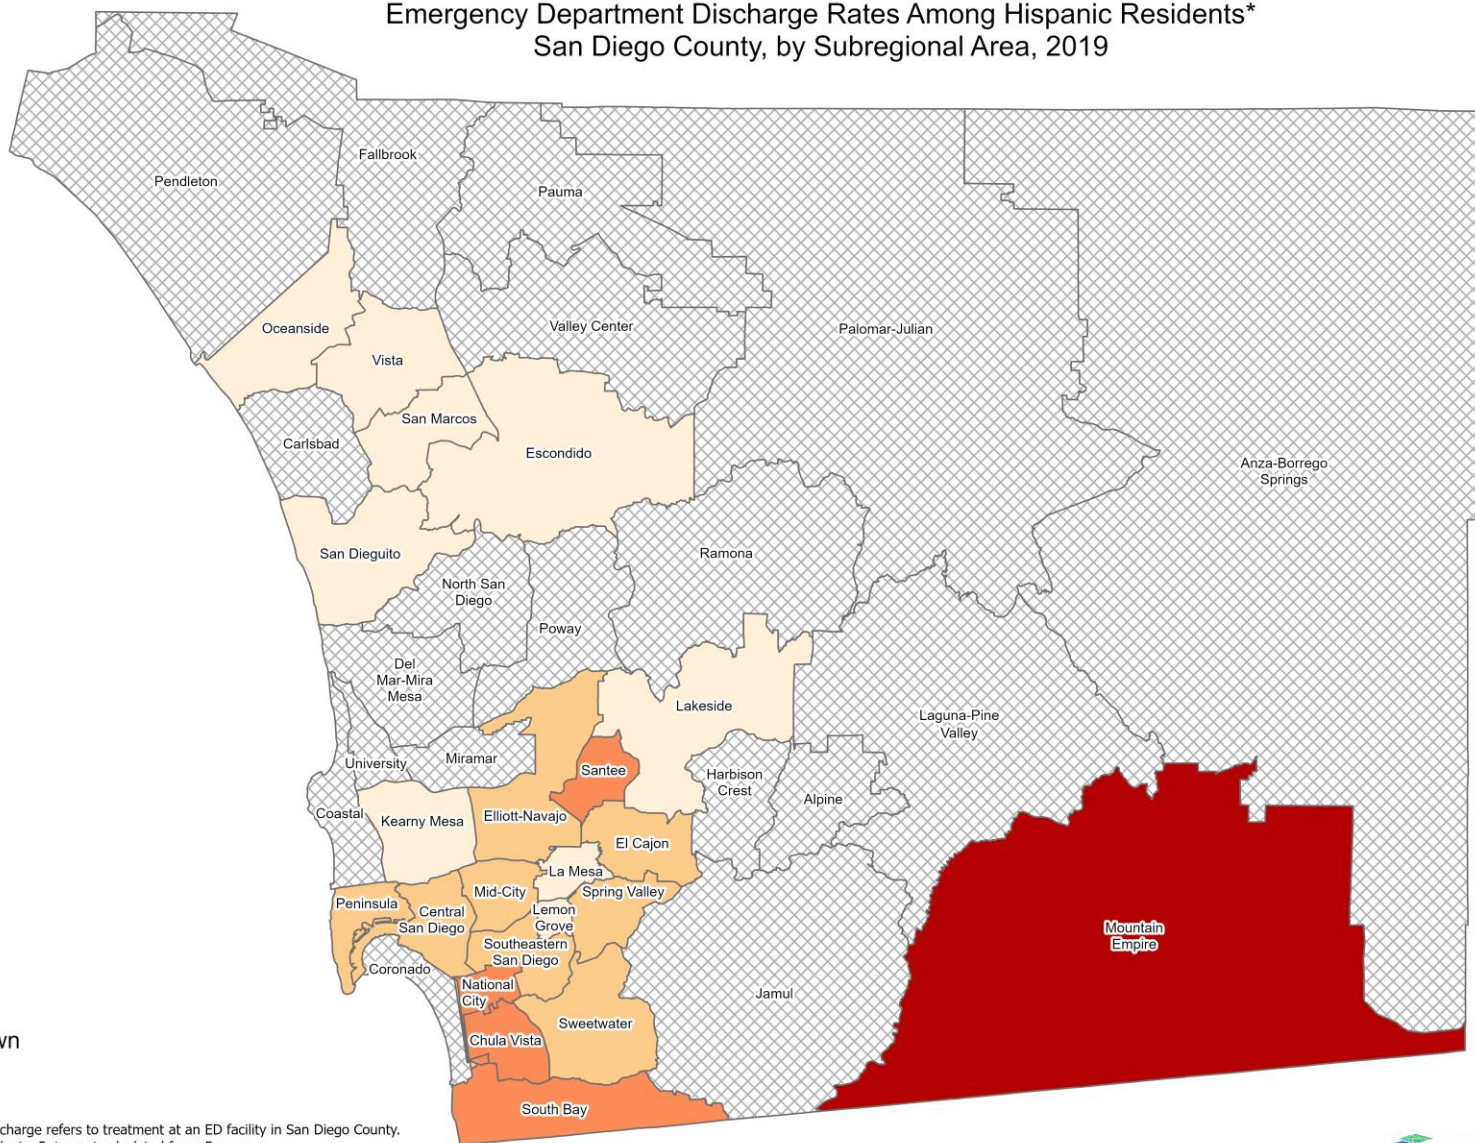 Emergency Department Discharge Rates Among Hispanic Residents*
San Diego County, by Subregional Area, 2019
Fallbrook
Pendleton
Pauma
Oceanside
Valley Center
Palomar-Julian
Vista
San Marcos
Carlsbad
Escondido
Anza-Borrego
Springs
San Dieguito
Ramona
North San
Diego
Poway
Del
Mar-Mira
Mesa
Lakeside
Laguna-Pine
Valley
University
Miramar
Santee
Harbison
Crest
Alpine
Coastal
Kearny Mesa
Elliott-Navajo
El Cajon
La Mesa
Mid-City
Spring Valley
Peninsula
Central
San Diego
Lemon
Grove
Mountain
Empire
Southeastern
San Diego
Coronado
National
City
Jamul
Sweetwater
Chula Vista
wn
South Bay
charge refers to treatment at an ED facility in San Diego County.